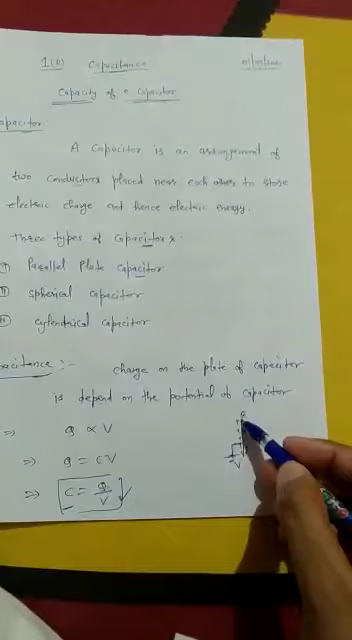 1(D) Capacitance
Capacity of a Capacitor
apacitor
A Capacitor is an arrangement of
two conductors placed near each other to store
electric charge and hence electric energy.
Three types of capacitors:
Parallel Plate capacitor
spherical capacitor
cylendrical capacitor
acitance :- charge on the plate of capacitor
is depend on the potential of capacitor
⇒ Q ∝ V
⇒ Q = CV
⇒ C = Q/V